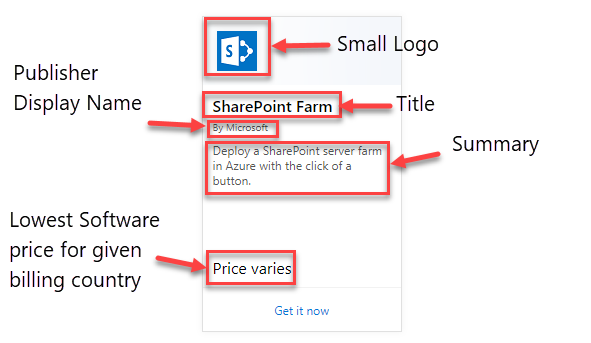 S
Small Logo
Publisher
Display Name
SharePoint Farm
Title
By Microsoft
Deploy a SharePoint server farm
in Azure with the click of a
button.
Summary
Lowest Software
price for given
billing country
Price varies
Get it now